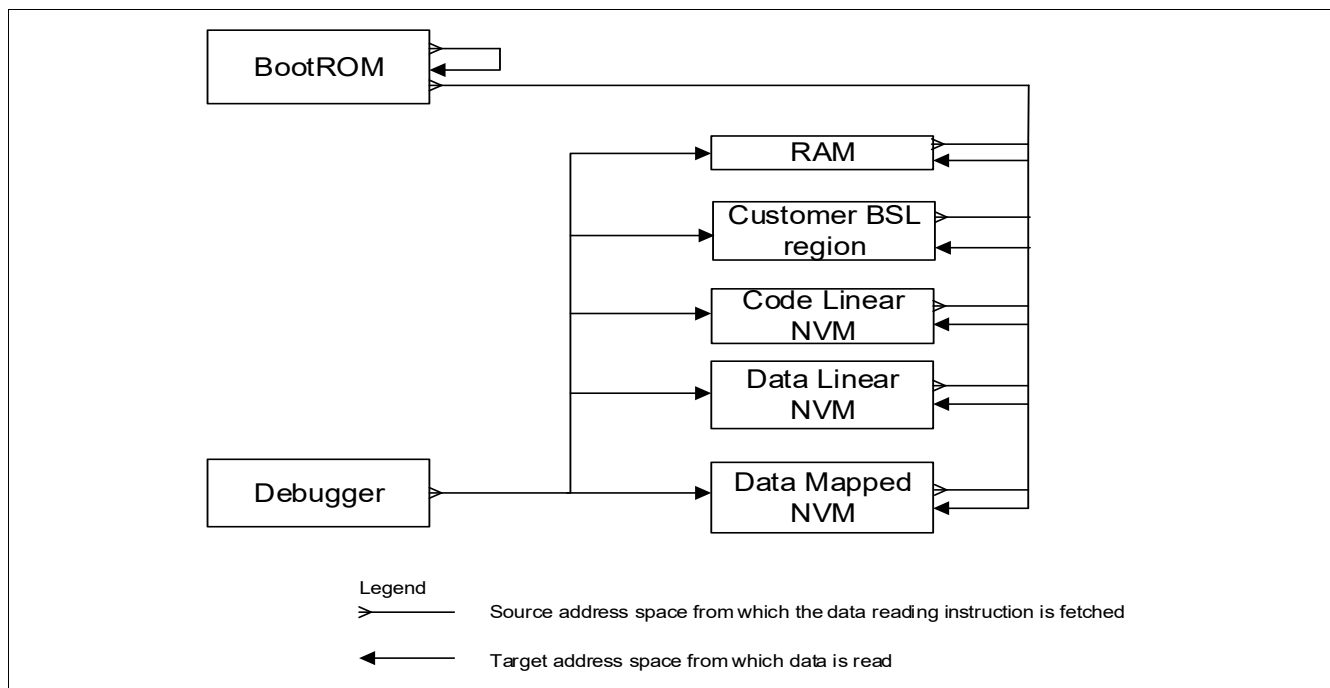 BootROM
RAM
Customer BSL
region
Code Linear
NVM
Data Linear
NVM
Debugger
Data Mapped
NVM
Legend
Source address space from which the data reading instruction is fetched
Target address space from which data is read